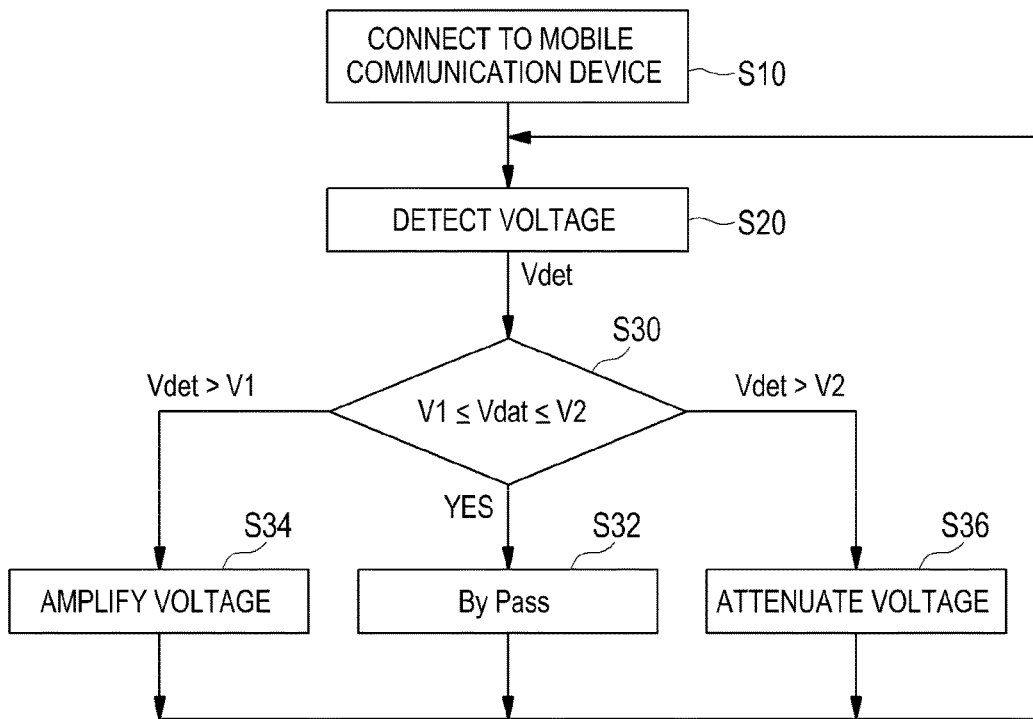 CONNECT TO MOBILE
COMMUNICATION DEVICE
S10
DETECT VOLTAGE
S20
Vdet
S30
Vdet > V1
V1 ≤ Vdat ≤ V2
Vdet > V2
YES
S34
S32
S36
AMPLIFY VOLTAGE
By Pass
ATTENUATE VOLTAGE